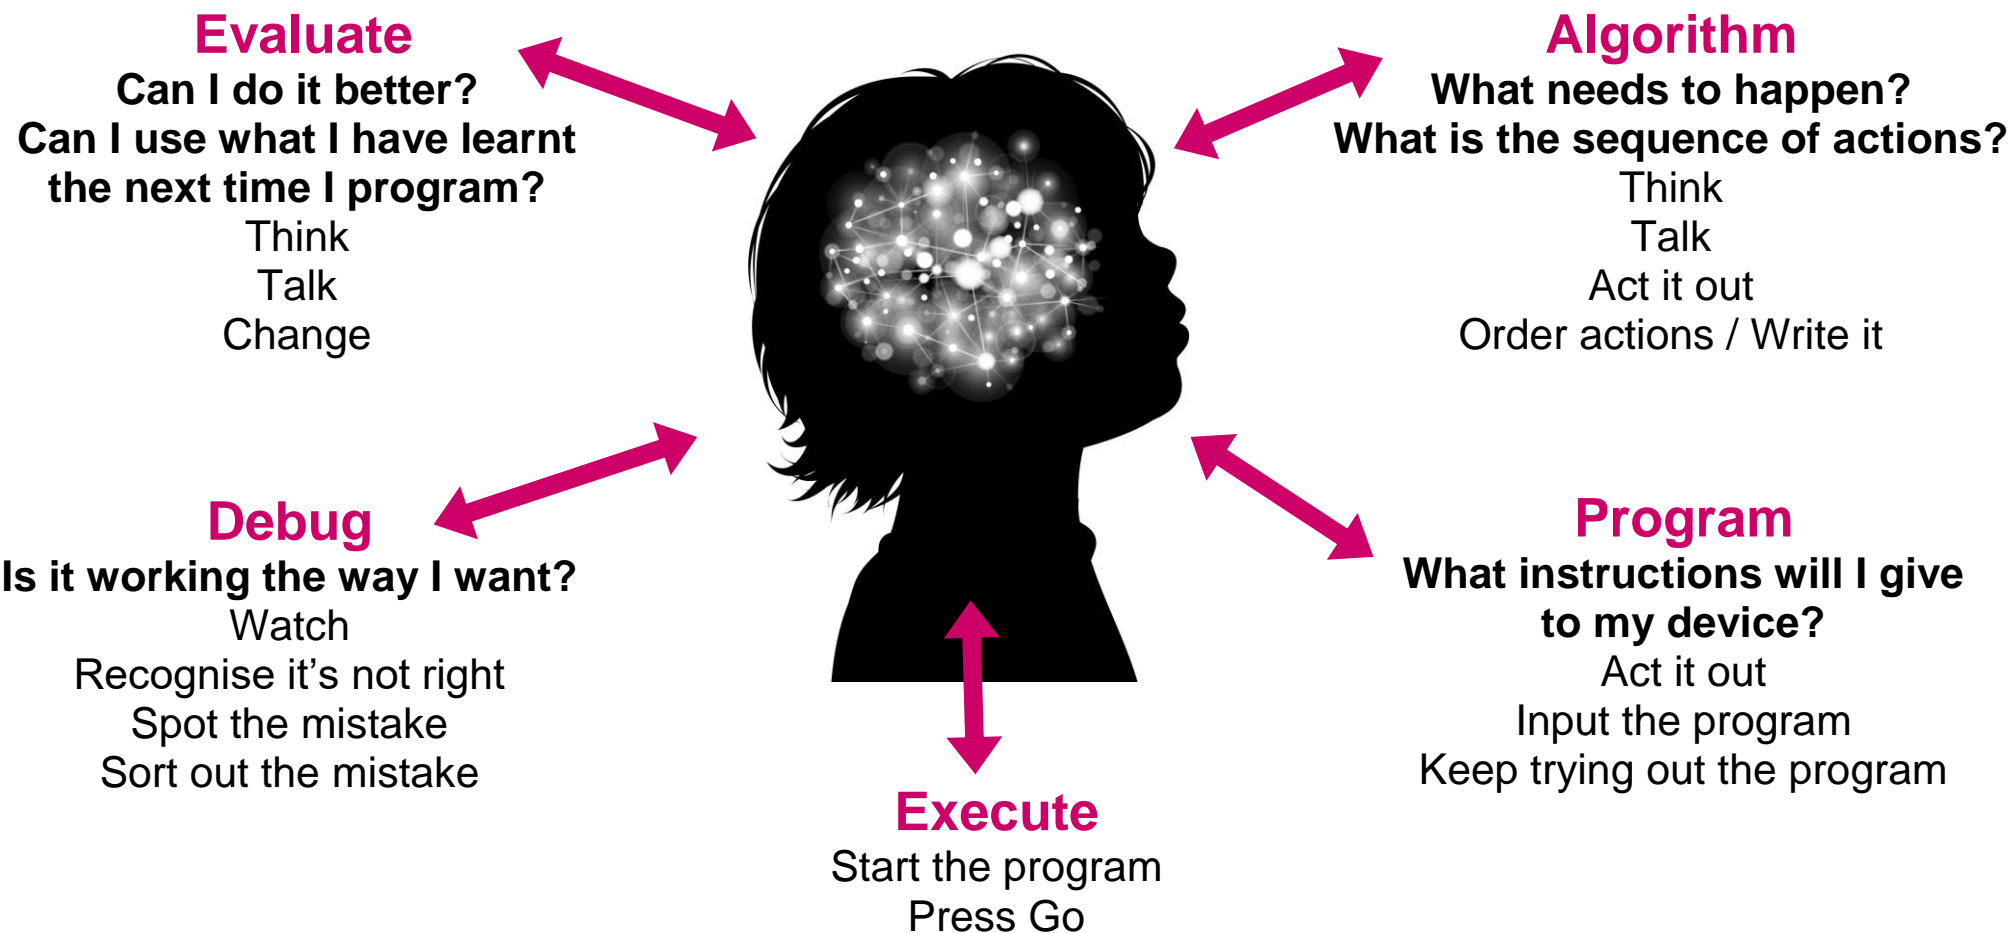 Evaluate
Can I do it better?
Can I use what I have learnt
the next time I program?
Think
Talk
Change
Algorithm
What needs to happen?
What is the sequence of actions?
Think
Talk
Act it out
Order actions / Write it
Debug
Is it working the way I want?
Watch
Recognise it’s not right
Spot the mistake
Sort out the mistake
Program
What instructions will I give
to my device?
Act it out
Input the program
Keep trying out the program
Execute
Start the program
Press Go